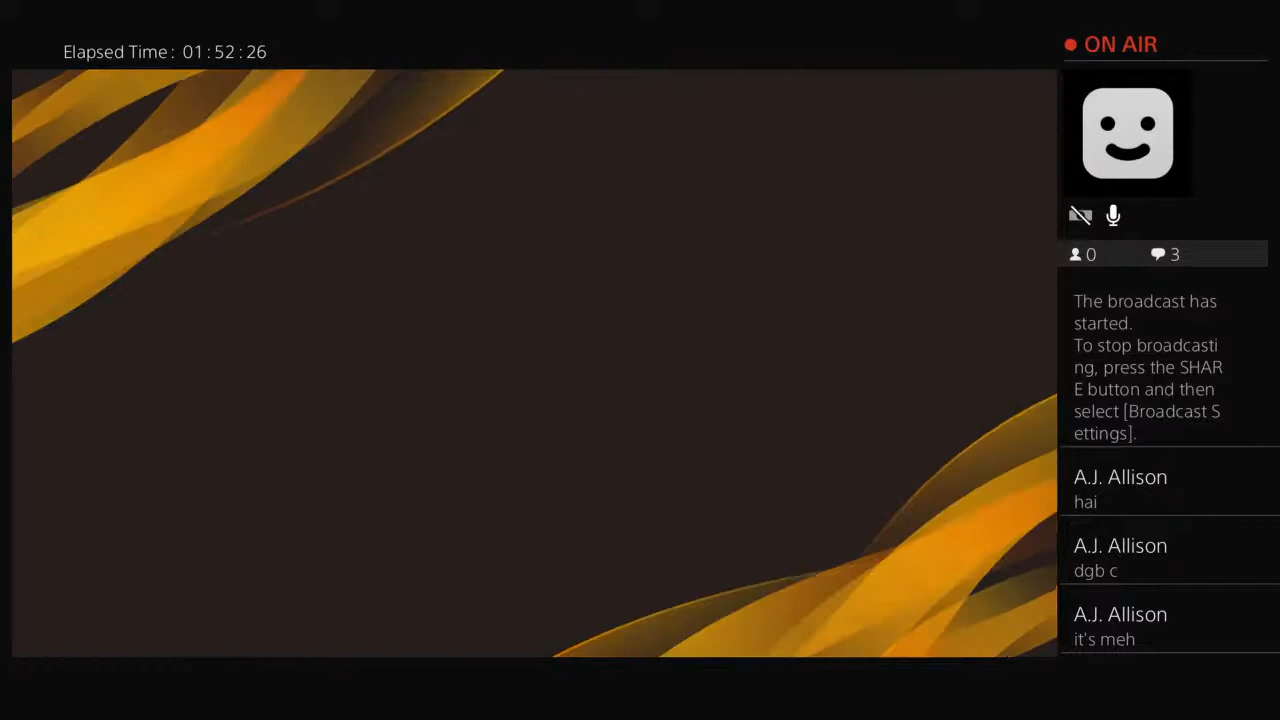 Elapsed Time: 01:52:26
ON AIR
0
3
The broadcast has
started.
To stop broadcasti
ng, press the SHAR
E button and then
select [Broadcast S
ettings].
A.J. Allison
hai
A.J. Allison
dgb c
A.J. Allison
it's meh